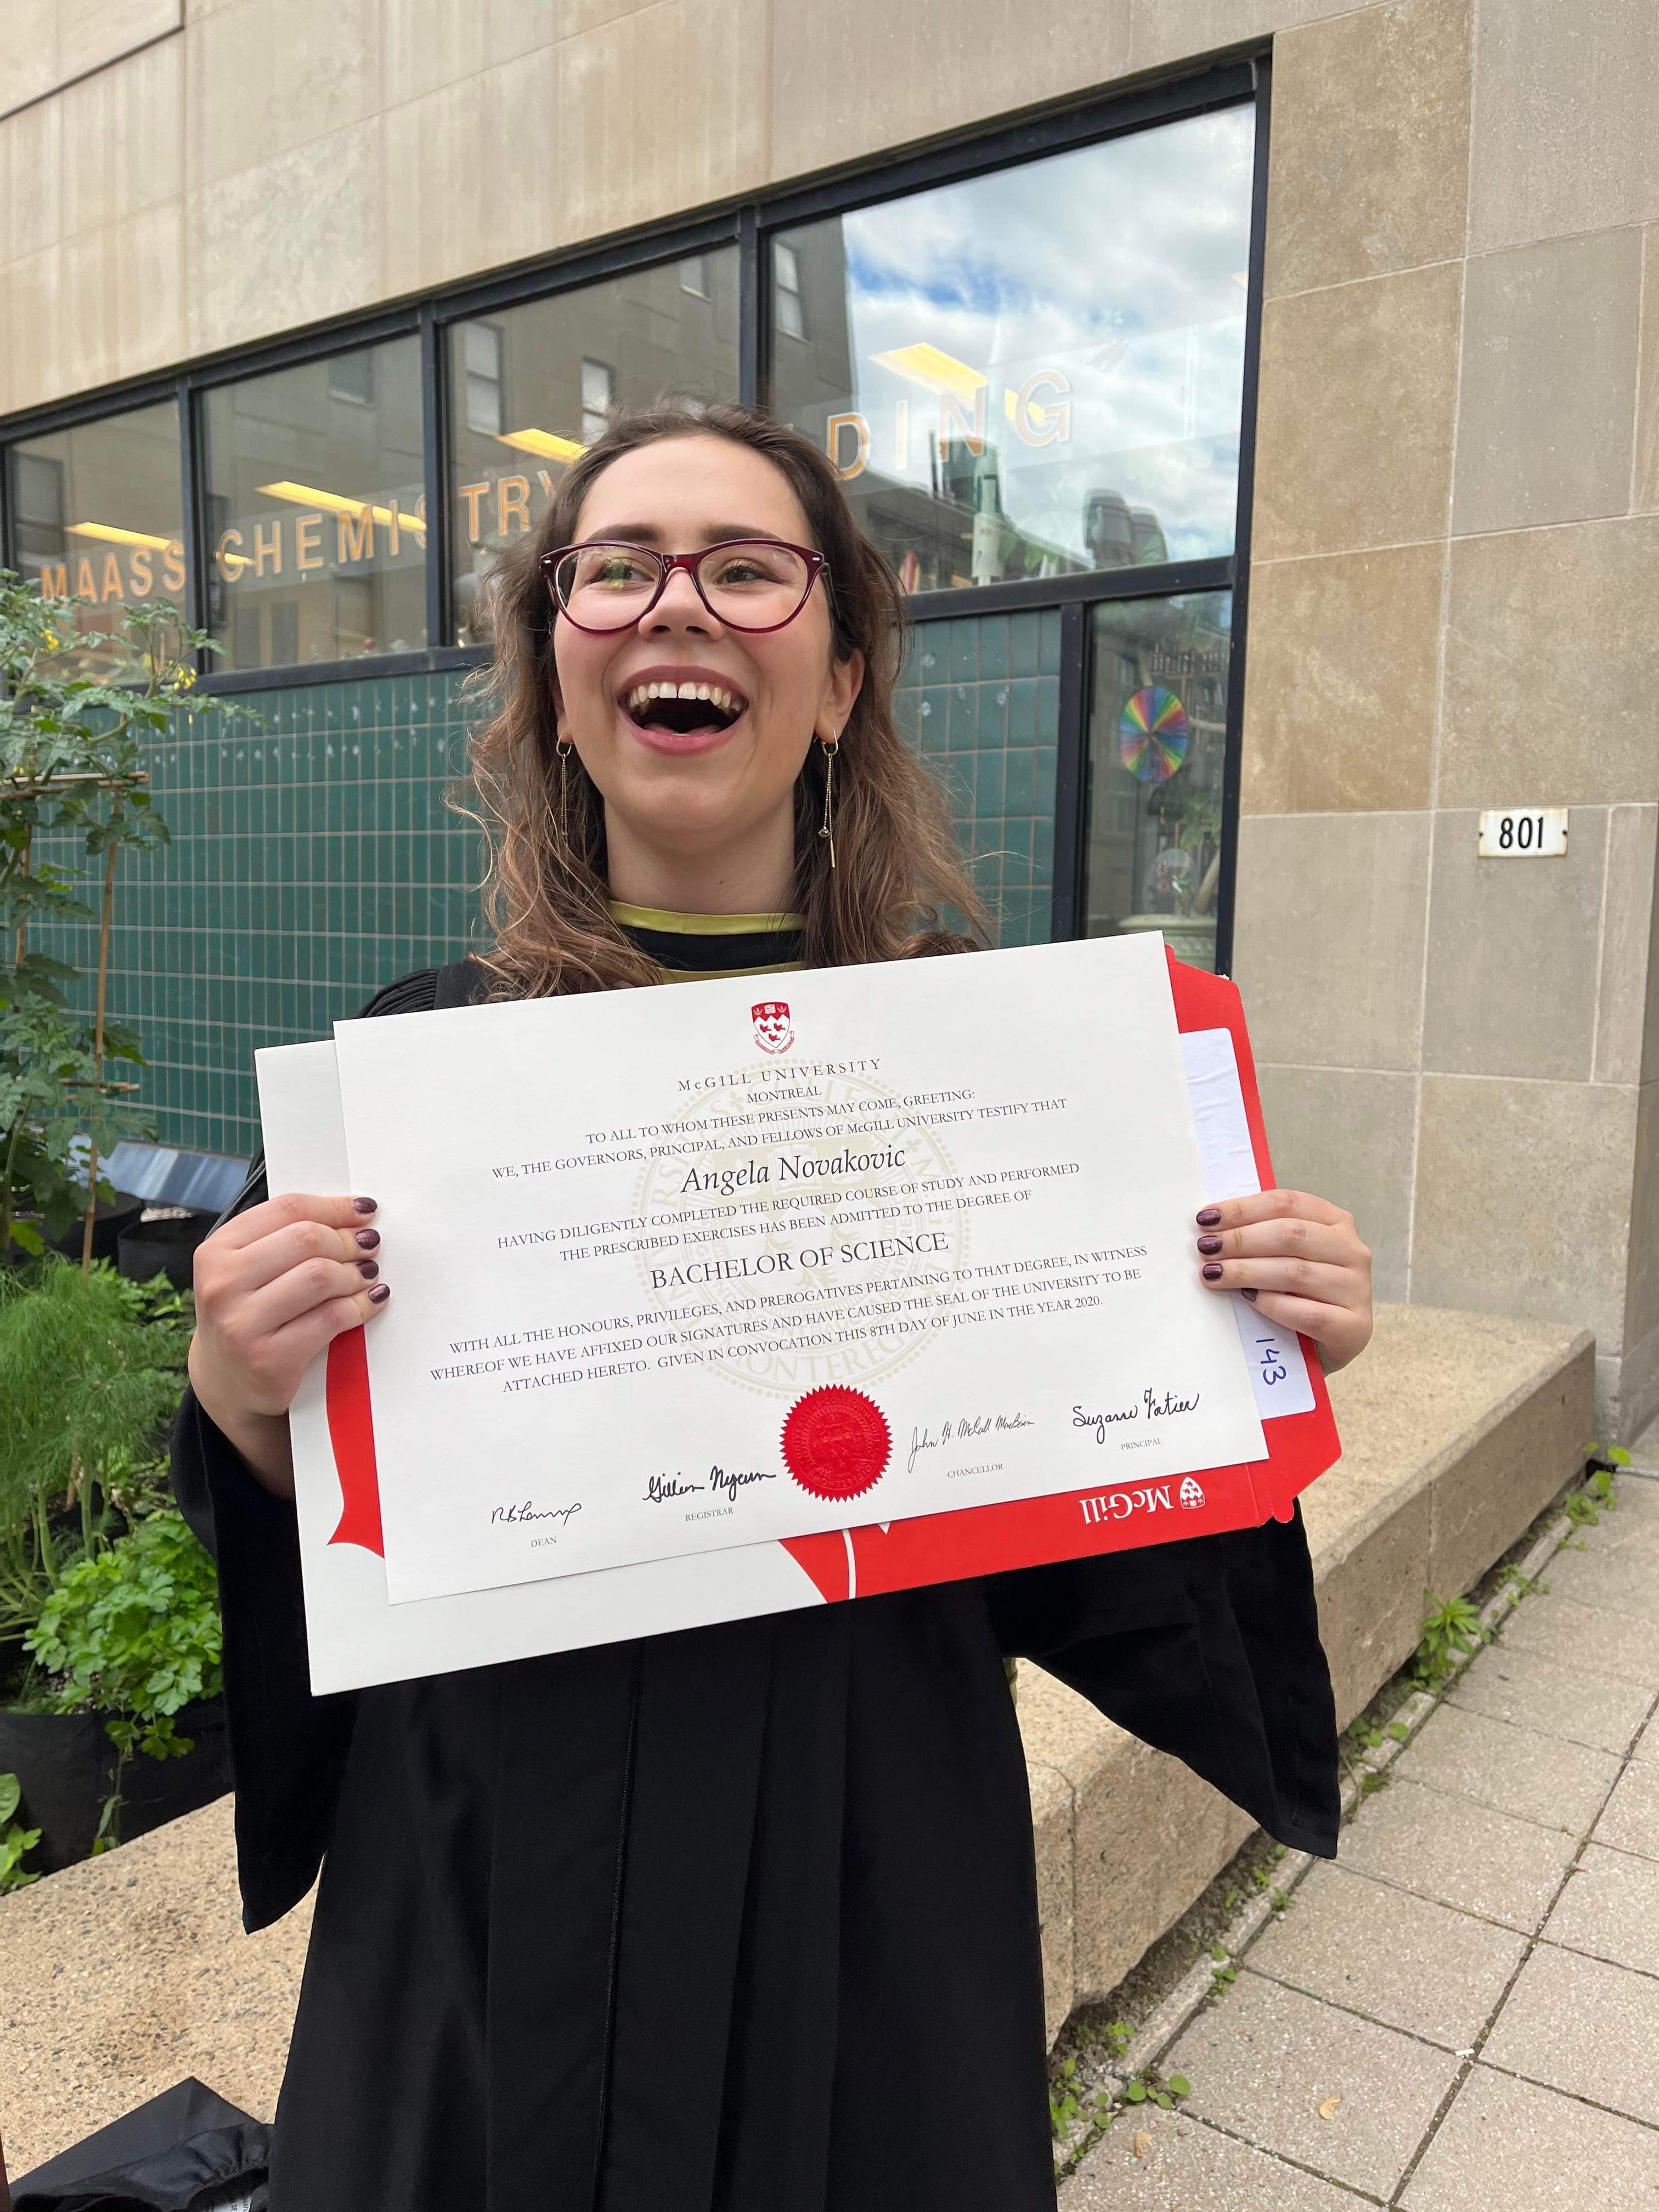 MAASS CHEMISTRY DING
801
McGILL UNIVERSITY
MONTREAL
TO ALL TO WHOM THESE PRESENTS MAY COME, GREETING:
WE, THE GOVERNORS, PRINCIPAL, AND FELLOWS OF McGILL UNIVERSITY TESTIFY THAT
Angela Novakovic
HAVING DILIGENTLY COMPLETED THE REQUIRED COURSE OF STUDY AND PERFORMED
THE PRESCRIBED EXERCISES HAS BEEN ADMITTED TO THE DEGREE OF
BACHELOR OF SCIENCE
WITH ALL THE HONOURS, PRIVILEGES, AND PREROGATIVES PERTAINING TO THAT DEGREE, IN WITNESS
WHEREOF WE HAVE AFFIXED OUR SIGNATURES AND HAVE CAUSED THE SEAL OF THE UNIVERSITY TO BE
ATTACHED HERETO. GIVEN IN CONVOCATION THIS 8TH DAY OF JUNE IN THE YEAR 2020.
Suzanne Fortier
PRINCIPAL
John H. McCall MacBain
CHANCELLOR
REGISTRAR
DEAN
143
McGill